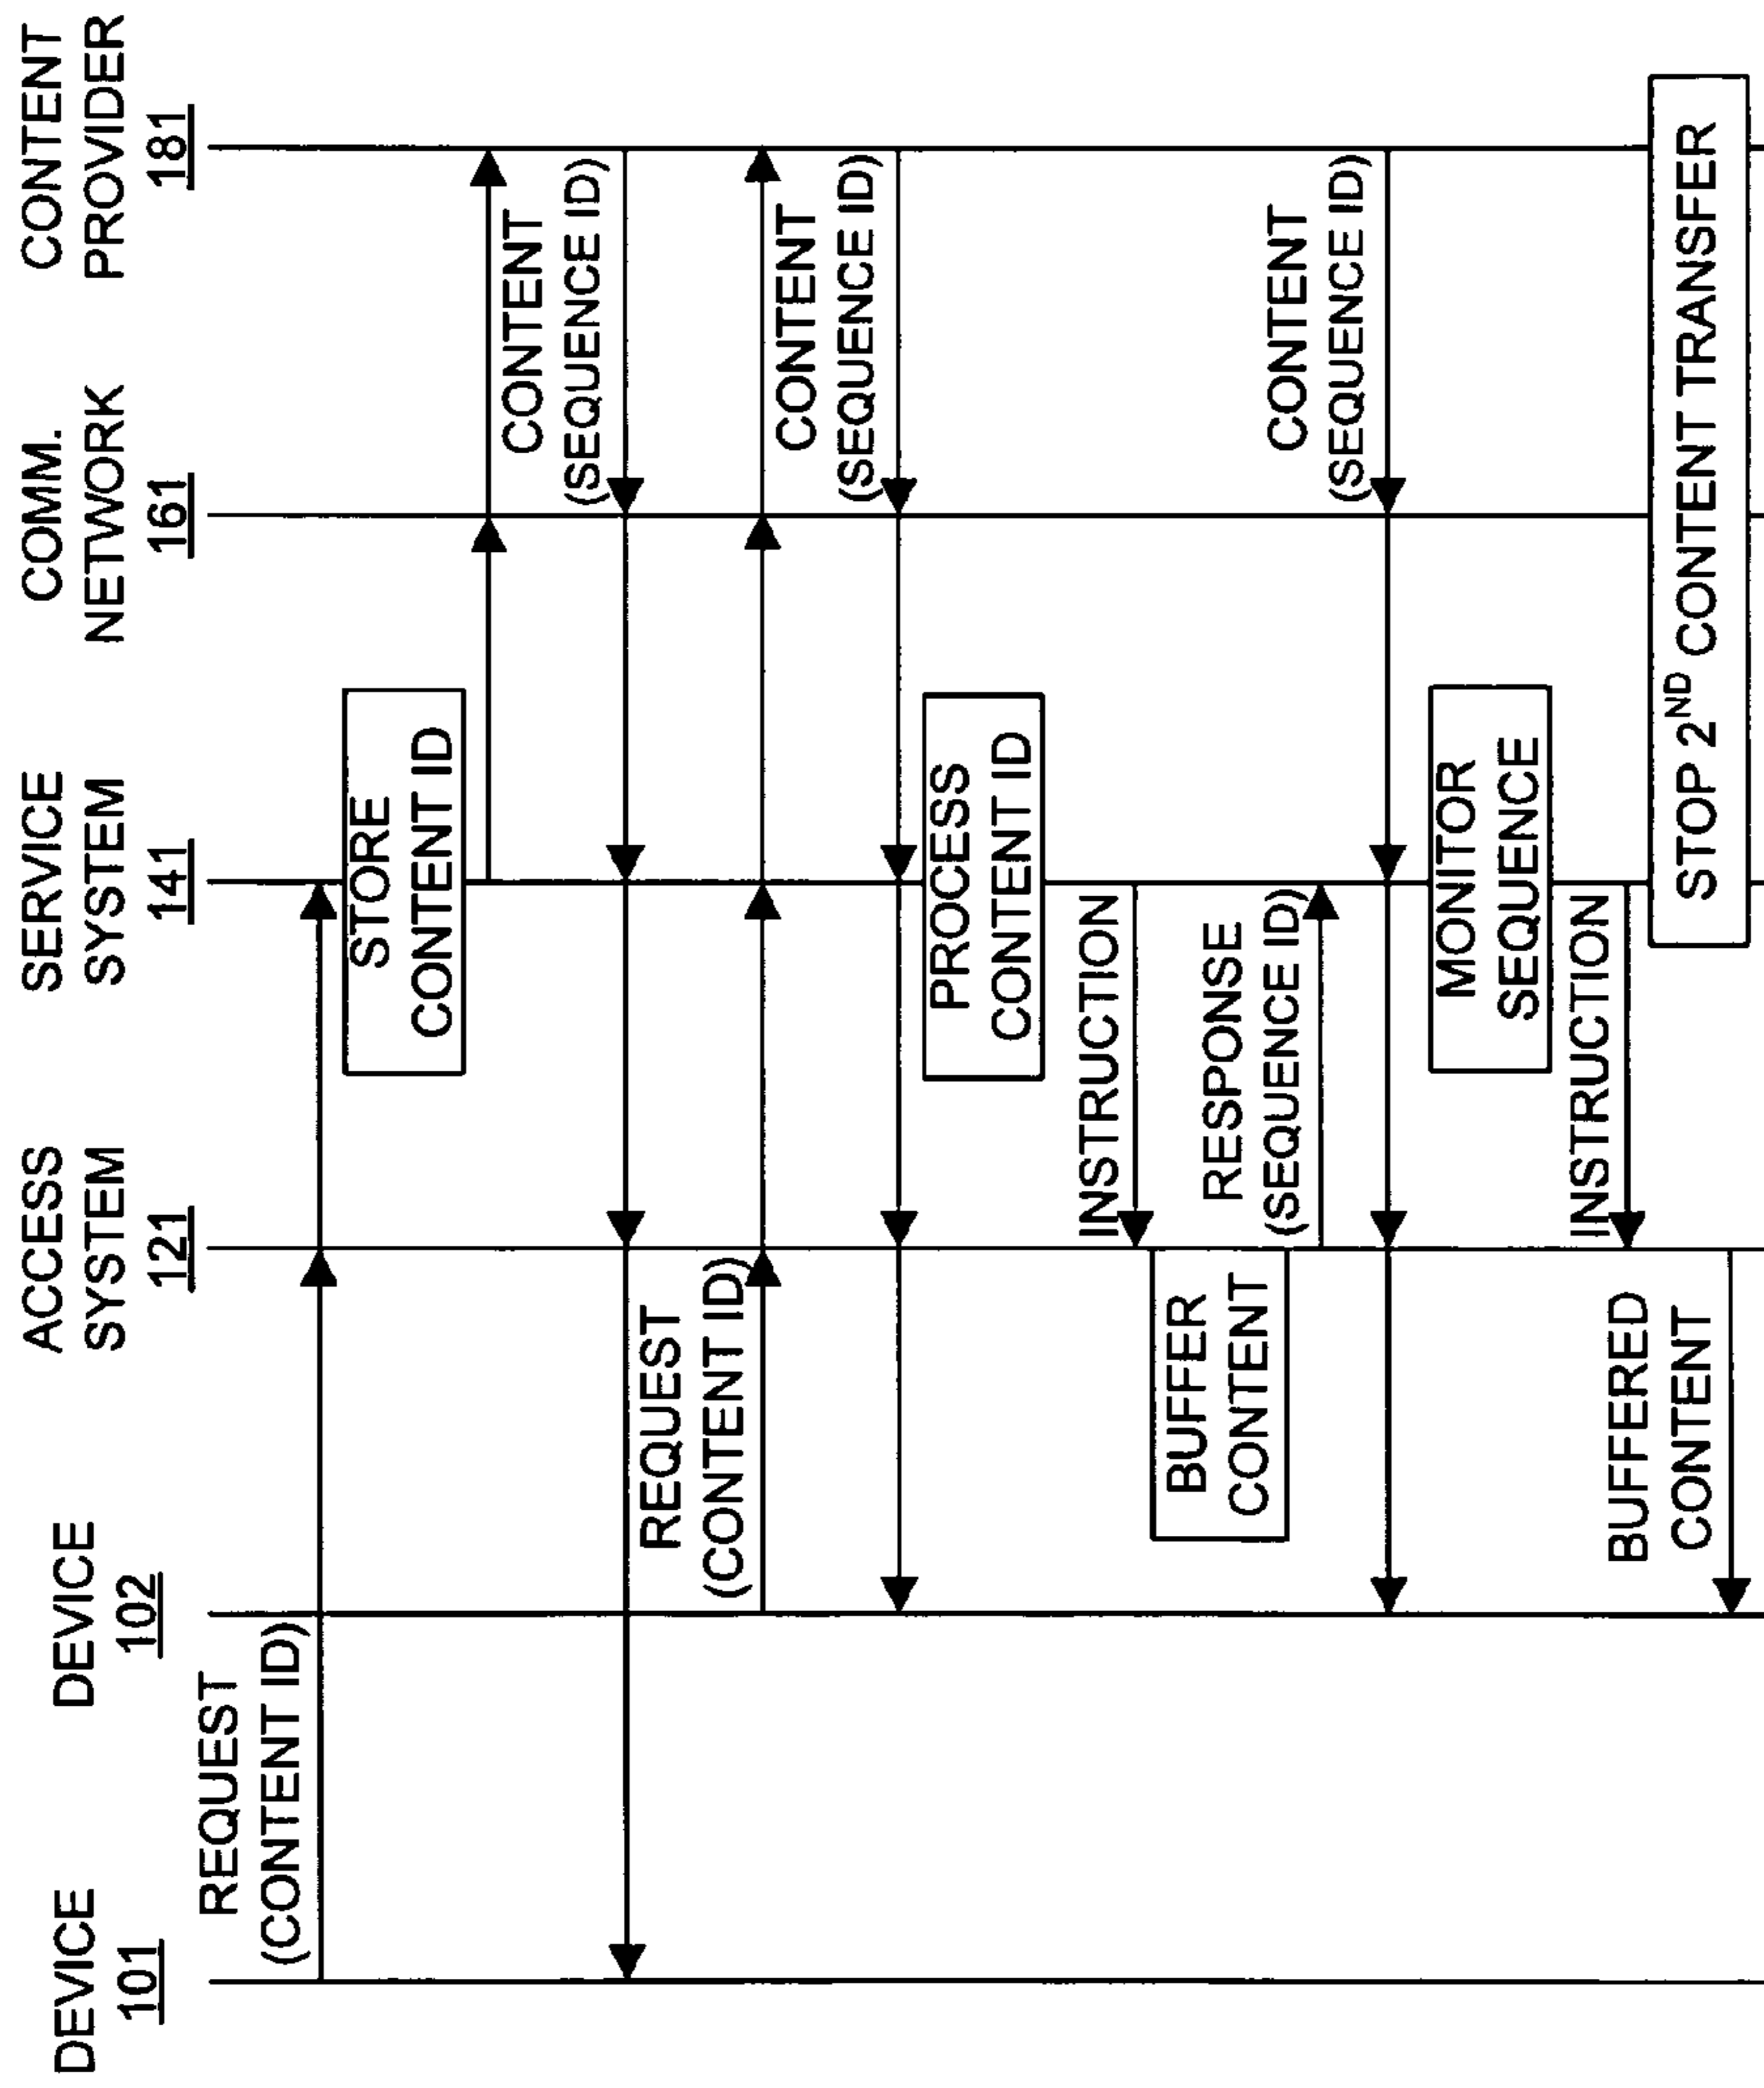 DEVICE
101
DEVICE
102
ACCESS
SYSTEM
121
SERVICE
SYSTEM
141
COMM.
NETWORK
161
CONTENT
PROVIDER
181
REQUEST
(CONTENT ID)
STORE
CONTENT ID
CONTENT
(SEQUENCE ID)
REQUEST
(CONTENT ID)
CONTENT
(SEQUENCE ID)
PROCESS
CONTENT ID
INSTRUCTION
BUFFER
CONTENT
RESPONSE
(SEQUENCE ID)
CONTENT
(SEQUENCE ID)
MONITOR
SEQUENCE
INSTRUCTION
BUFFERED
CONTENT
STOP 2ND CONTENT TRANSFER